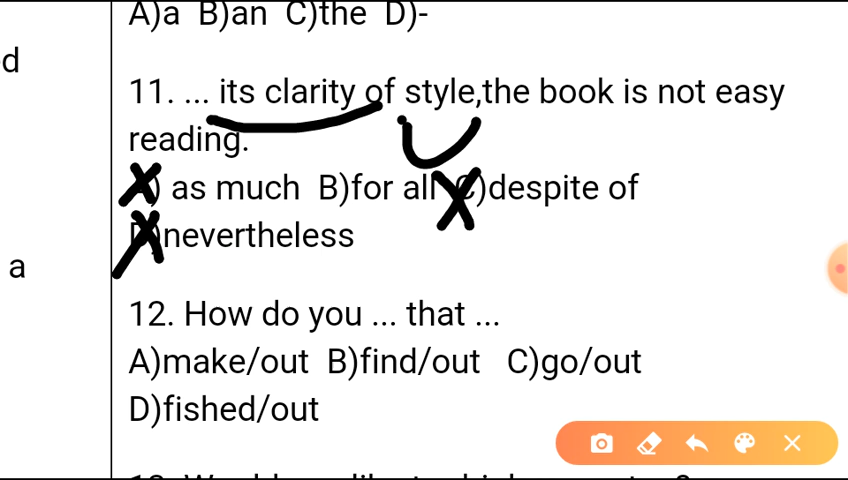 A)a B)an C)the D)-
d
11. ... its clarity of style,the book is not easy
reading.
A) as much B)for all C)despite of
D)nevertheless
a
12. How do you ... that ...
A)make/out B)find/out C)go/out
D)fished/out